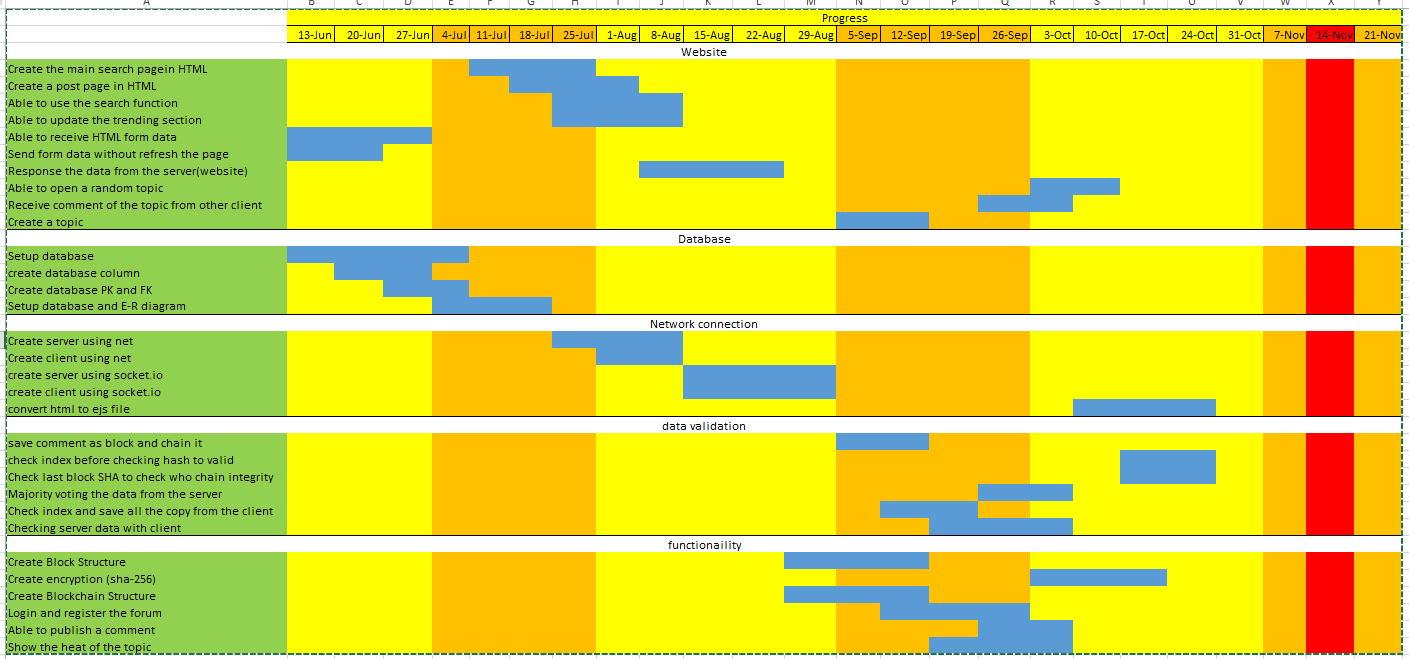 A B C D E F G H I J K L M N O P Q R S T U V W X Y
Progress
13-Jun 20-Jun 27-Jun 4-Jul 11-Jul 18-Jul 25-Jul 1-Aug 8-Aug 15-Aug 22-Aug 29-Aug 5-Sep 12-Sep 19-Sep 26-Sep 3-Oct 10-Oct 17-Oct 24-Oct 31-Oct 7-Nov 14-Nov 21-Nov
Website
Create the main search pagein HTML
Create a post page in HTML
Able to use the search function
Able to update the trending section
Able to receive HTML form data
Send form data without refresh the page
Response the data from the server(website)
Able to open a random topic
Receive comment of the topic from other client
Create a topic
Database
Setup database
create database column
Create database PK and FK
Setup database and E-R diagram
Network connection
Create server using net
Create client using net
create server using socket.io
create client using socket.io
convert html to ejs file
data validation
save comment as block and chain it
check index before checking hash to valid
Check last block SHA to check who chain integrity
Majority voting the data from the server
Check index and save all the copy from the client
Checking server data with client
functionaility
Create Block Structure
Create encryption (sha-256)
Create Blockchain Structure
Login and register the forum
Able to publish a comment
Show the heat of the topic